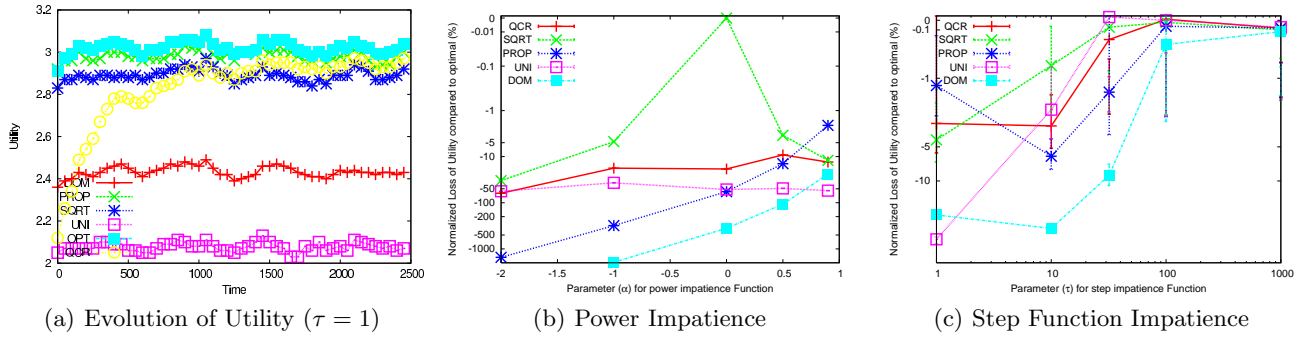 3.2
3
2.8
2.6
2.4
2.2
2
Utility
0
500
1000
1500
2000
2500
Time
DOM
PROP
SQRT
UNI
OPT
QCR
(a) Evolution of Utility (τ = 1)
Normalized Loss of Utility compared to optimal (%)
0
-0.01
-0.1
-1
-5
-10
-50
-100
-200
-500
-1000
QCR
SQRT
PROP
UNI
DOM
-2
-1
0
0.5
1
Parameter (α) for power impatience Function
(b) Power Impatience
Normalized Loss of Utility compared to optimal (%)
0
-0.1
-1
-5
-10
QCR
SQRT
PROP
UNI
DOM
1
10
100
1000
Parameter (τ) for step impatience Function
(c) Step Function Impatience